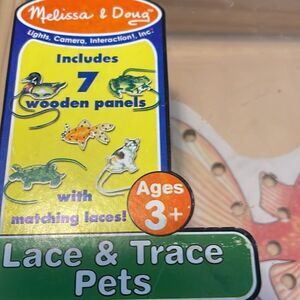 Melissa & Doug
Lights, Camera, Interaction!, Inc.
Includes
7
wooden panels
with
matching laces!
Ages
3+
Lace & Trace
Pets